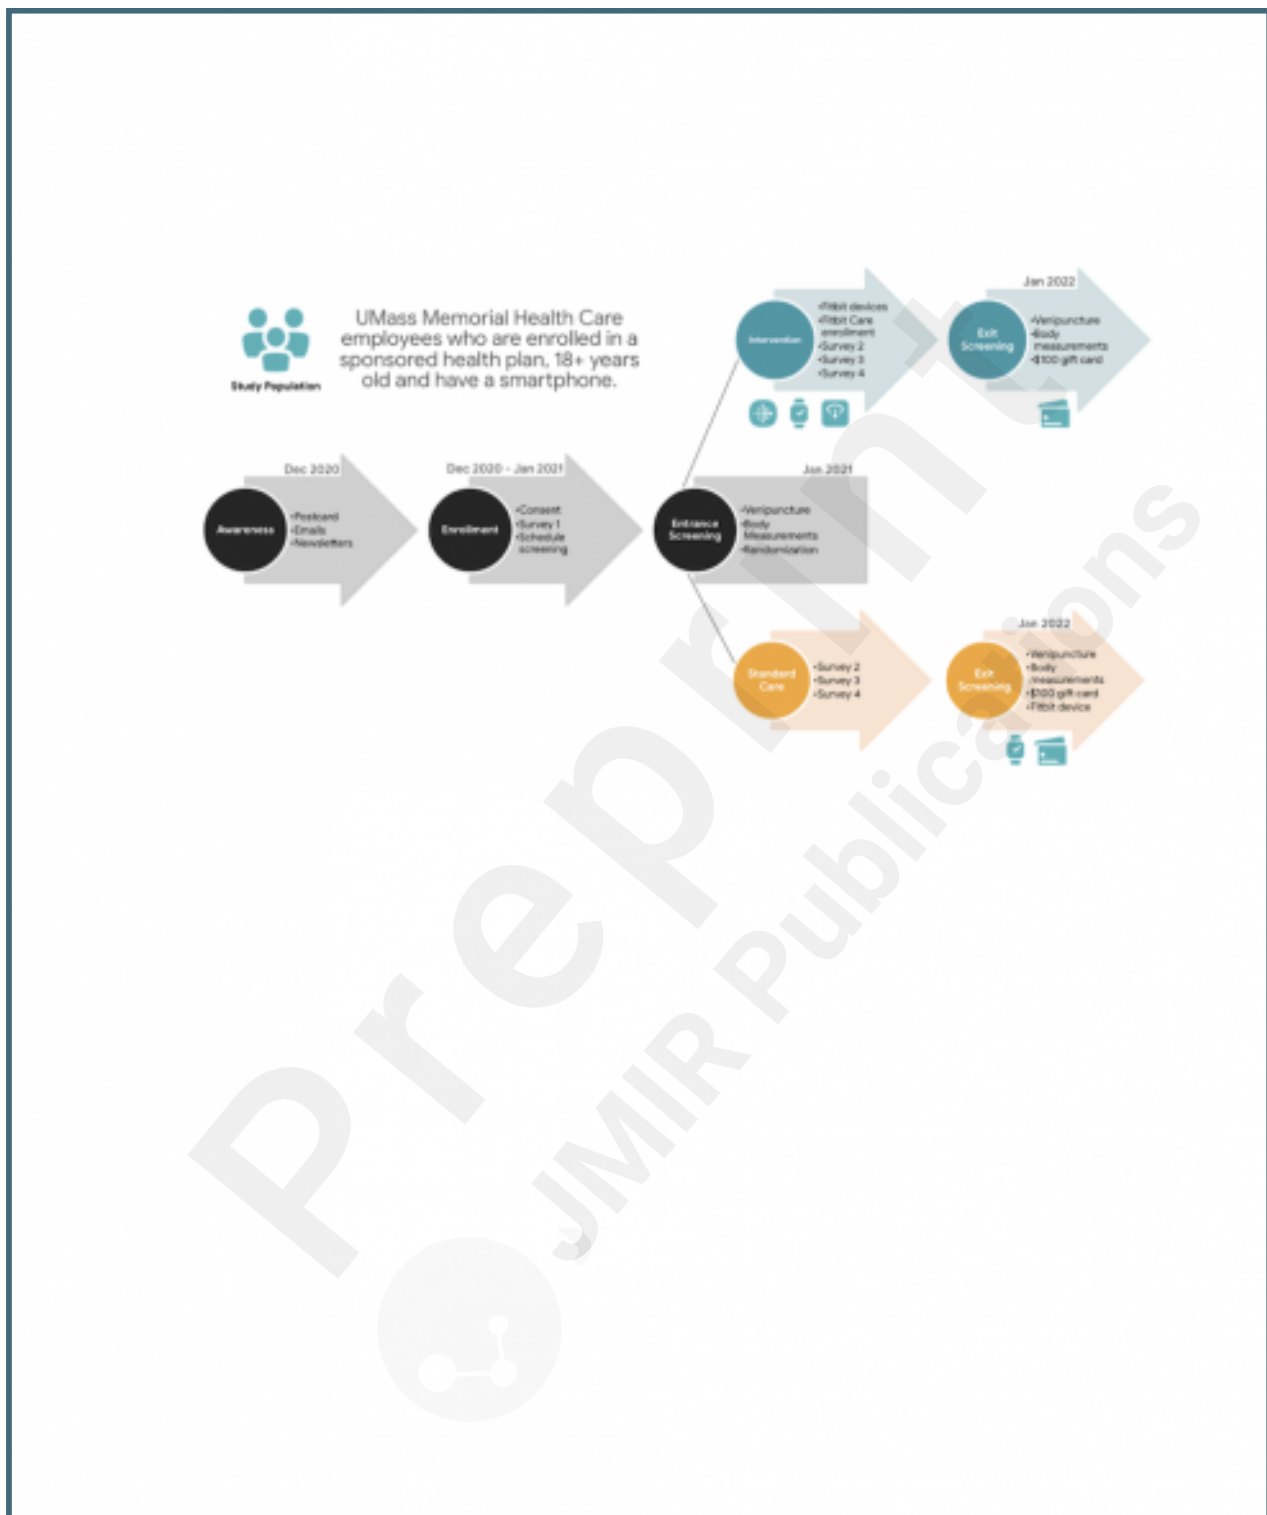 UMass Memorial Health Care
employees who are enrolled in a
sponsored health plan, 18+ years
old and have a smartphone.
Study Population
Dec 2020
Awareness
•Postcard
•Emails
•Newsletters
Dec 2020 - Jan 2021
Enrollment
•Consent
•Survey 1
•Schedule
screening
Jan 2021
Entrance
Screening
•Venipuncture
•Body
Measurements
•Randomization
Intervention
•Fitbit devices
•Fitbit Care
enrollment
•Survey 2
•Survey 3
•Survey 4
Jan 2022
Exit
Screening
•Venipuncture
•Body
measurements
•$100 gift card
Standard
Care
•Survey 2
•Survey 3
•Survey 4
Jan 2022
Exit
Screening
•Venipuncture
•Body
measurements
•$100 gift card
•Fitbit device
Preprint
JMIR Publications